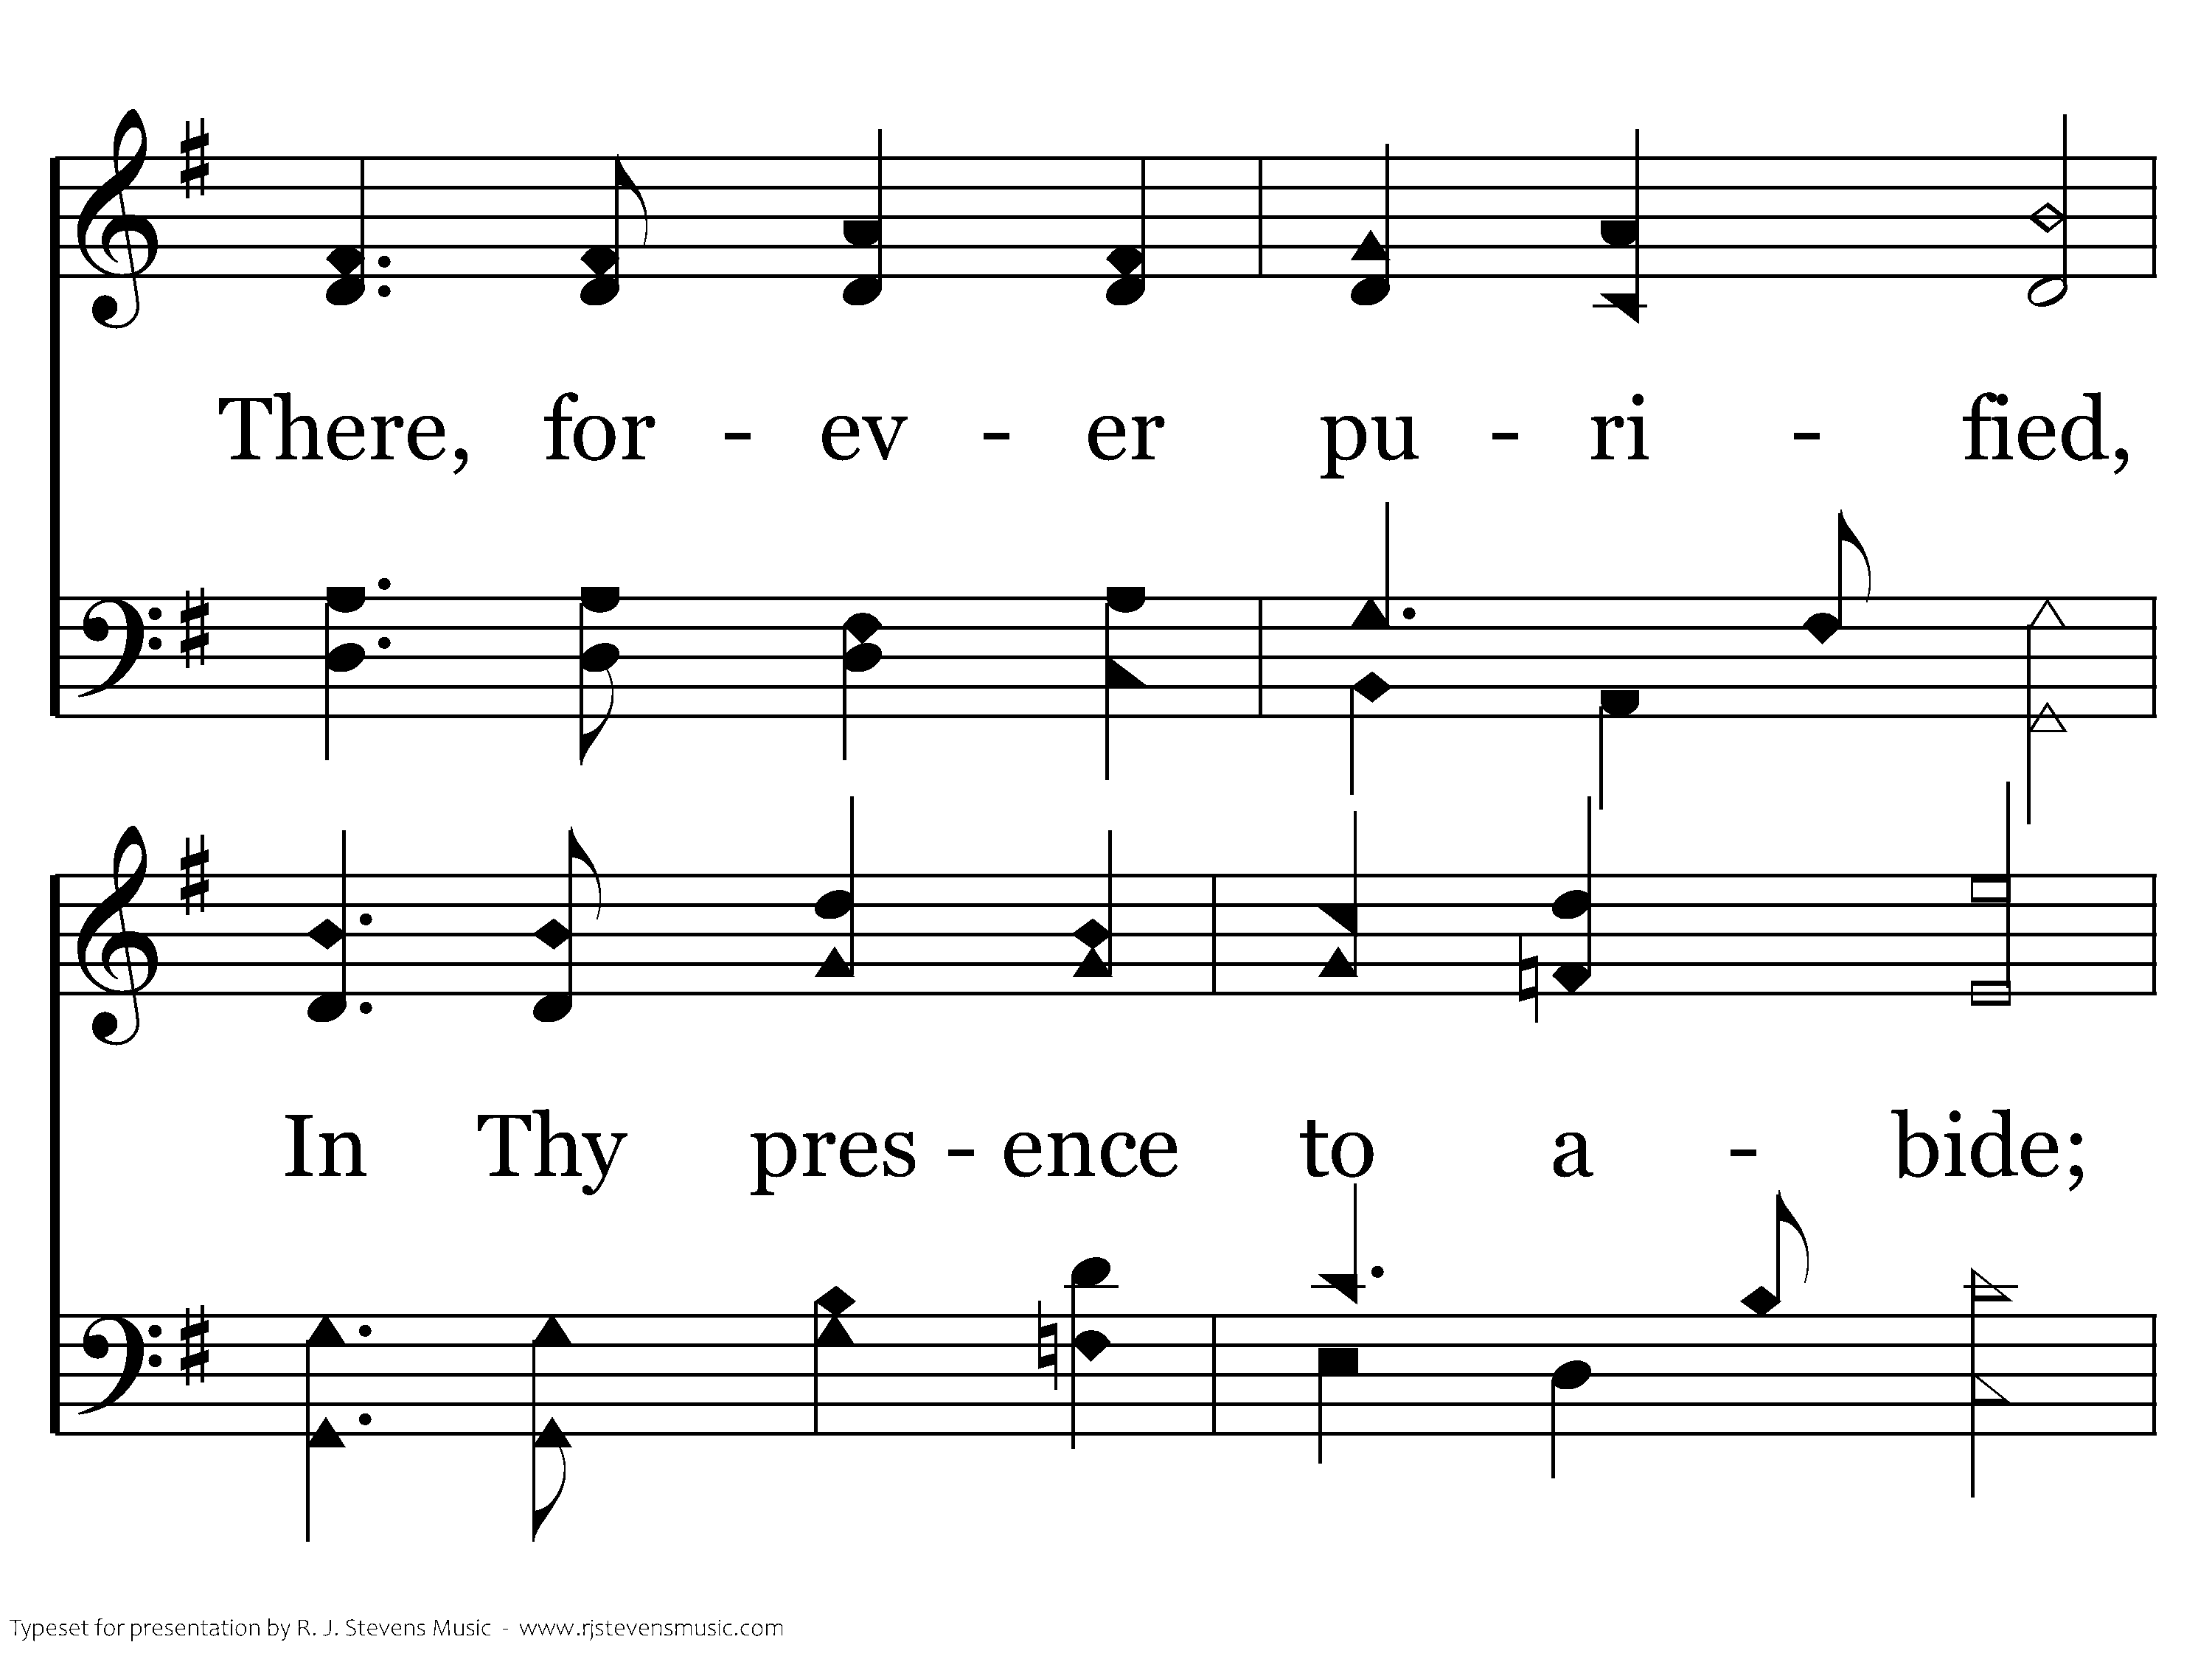 There, for - ev - er pu - ri - fied,
In Thy pres - ence to a - bide;
Typeset for presentation by R. J. Stevens Music - www.rjstevensmusic.com